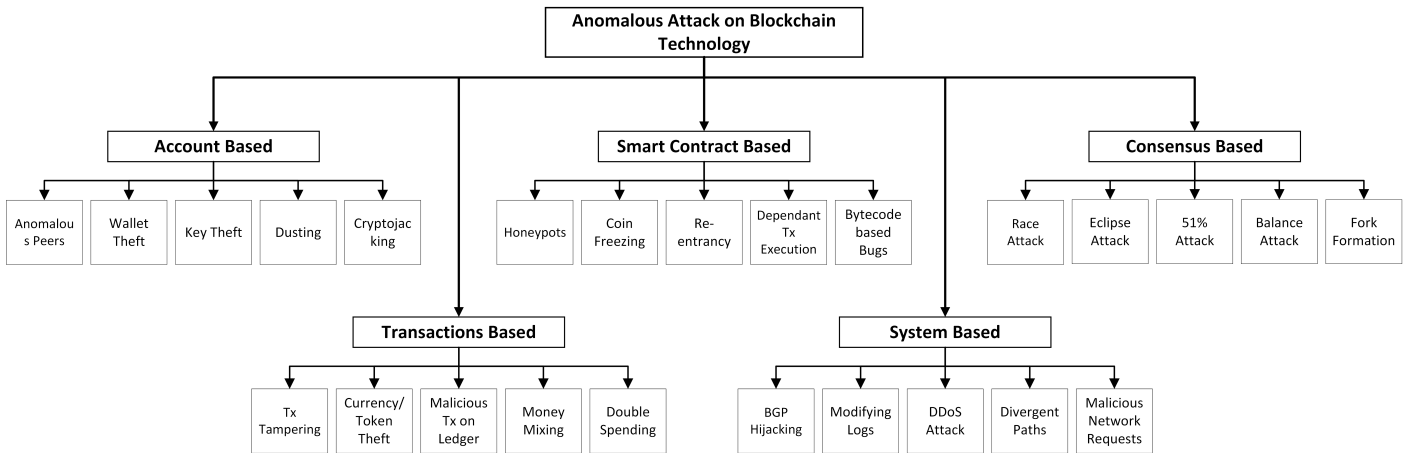 Anomalous Attack on Blockchain
Technology
Account Based
Smart Contract Based
Consensus Based
Anomalou
s Peers
Wallet
Theft
Key Theft
Dusting
Cryptojac
king
Honeypots
Coin
Freezing
Re-
entrancy
Dependant
Tx
Execution
Bytecode
based
Bugs
Race
Attack
Eclipse
Attack
51%
Attack
Balance
Attack
Fork
Formation
Transactions Based
System Based
Tx
Tampering
Currency/
Token
Theft
Malicious
Tx on
Ledger
Money
Mixing
Double
Spending
BGP
Hijacking
Modifying
Logs
DDoS
Attack
Divergent
Paths
Malicious
Network
Requests